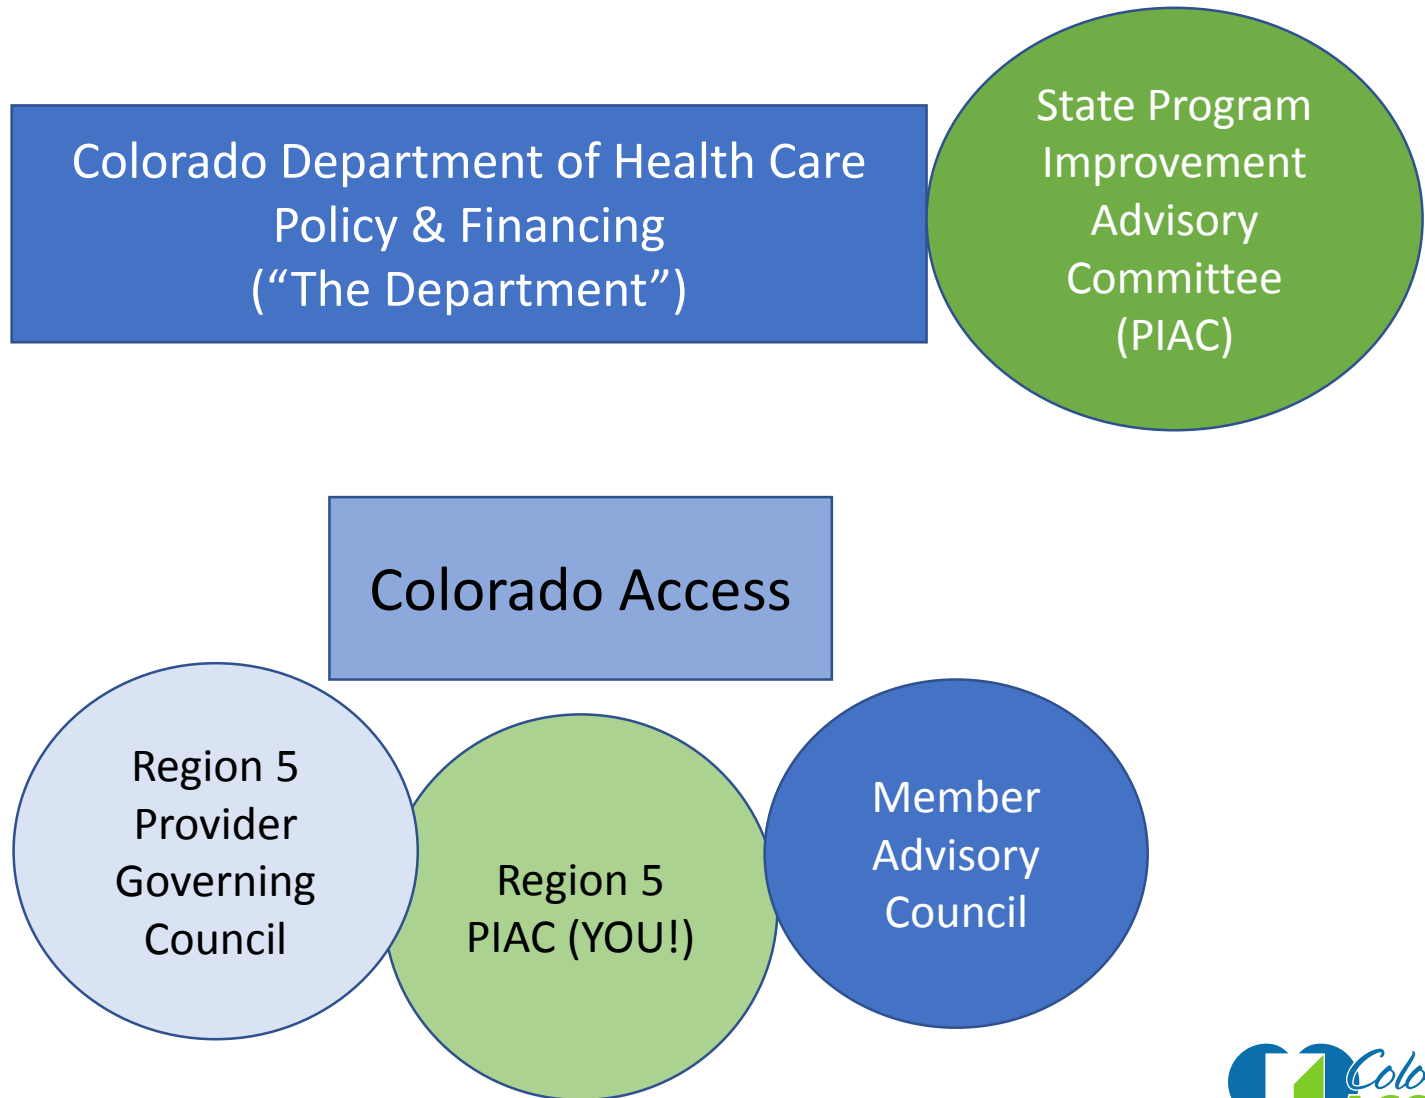 Colorado Department of Health Care
Policy & Financing
(“The Department”)
State Program
Improvement
Advisory
Committee
(PIAC)
Colorado Access
Region 5
Provider
Governing
Council
Region 5
PIAC (YOU!)
Member
Advisory
Council
Colo